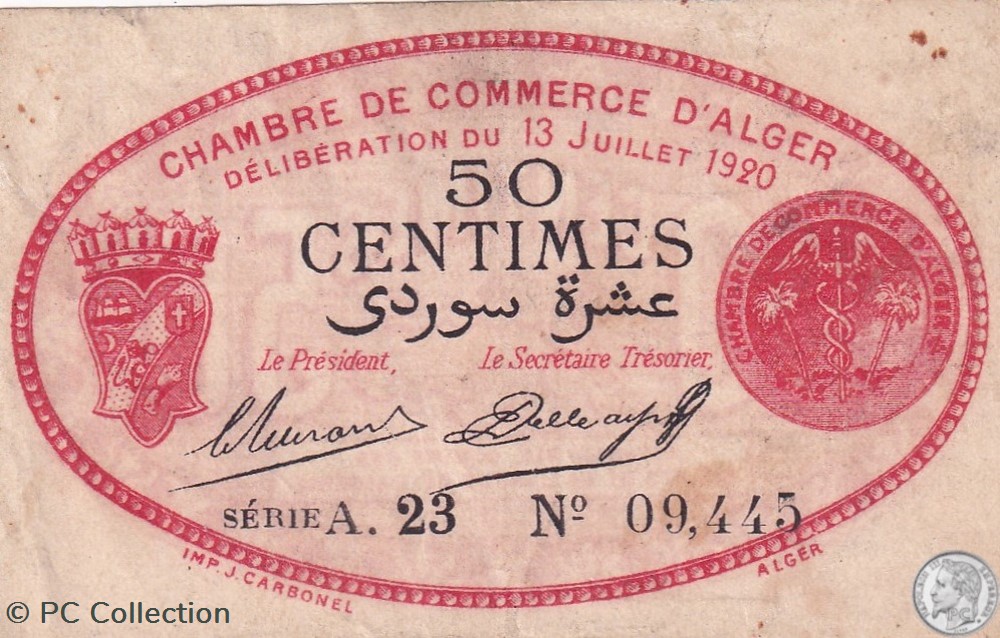 CHAMBRE DE COMMERCE D'ALGER
DÉLIBÉRATION DU 13 JUILLET 1920
50
CENTIMES
عشرة سوردى
CHAMBRE DE COMMERCE D'ALGER
Le Président, Le Secrétaire Trésorier,
SÉRIE A. 23 Nº 09,445
IMP. J. CARBONEL ALGER
© PC Collection
PC